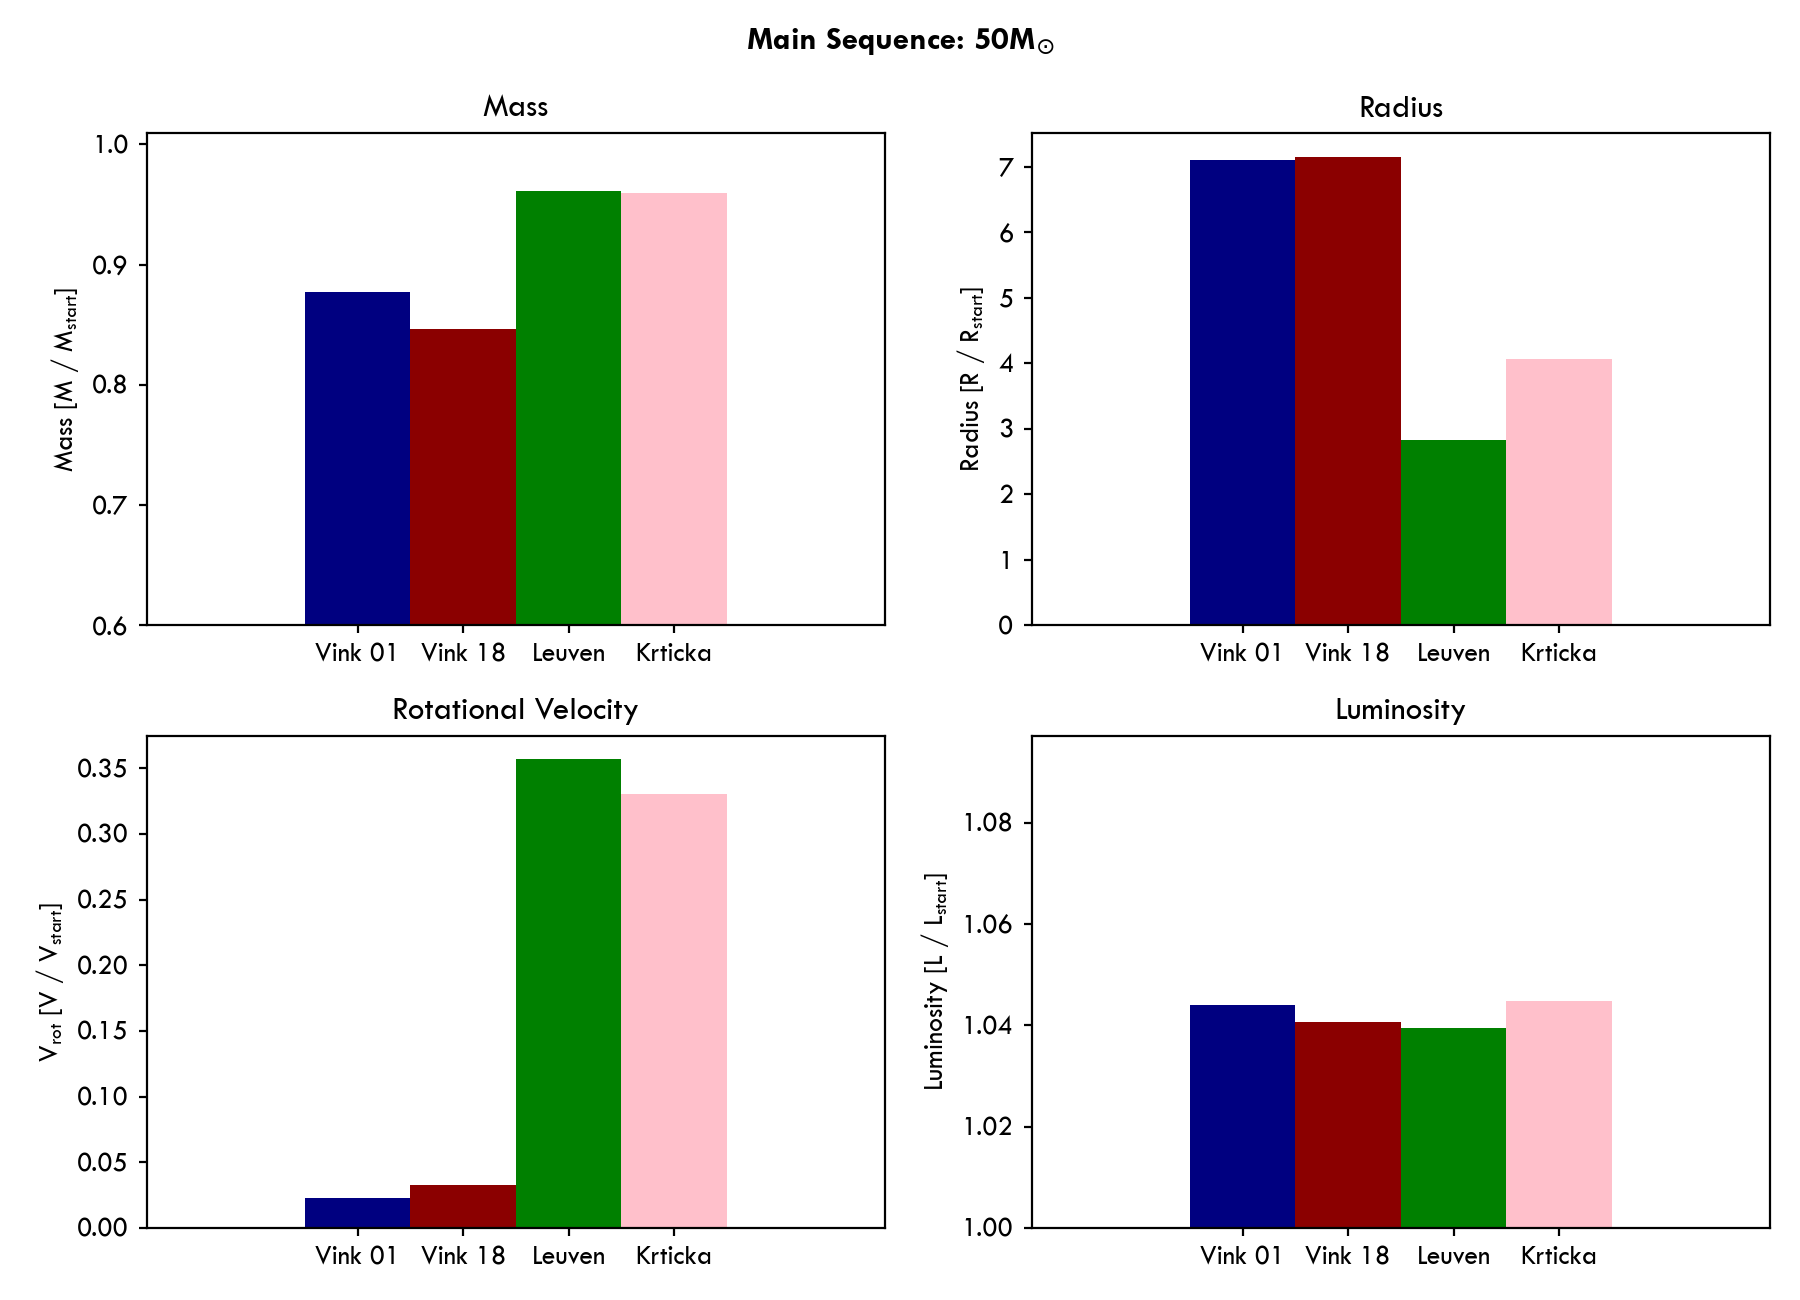 Main Sequence: 50M☉
Mass
Mass [M / Mstart]
1.0
0.9
0.8
0.7
0.6
Vink 01 Vink 18 Leuven Krticka
Radius
Radius [R / Rstart]
7
6
5
4
3
2
1
0
Vink 01 Vink 18 Leuven Krticka
Rotational Velocity
Vrot [V / Vstart]
0.35
0.30
0.25
0.20
0.15
0.10
0.05
0.00
Vink 01 Vink 18 Leuven Krticka
Luminosity
Luminosity [L / Lstart]
1.08
1.06
1.04
1.02
1.00
Vink 01 Vink 18 Leuven Krticka